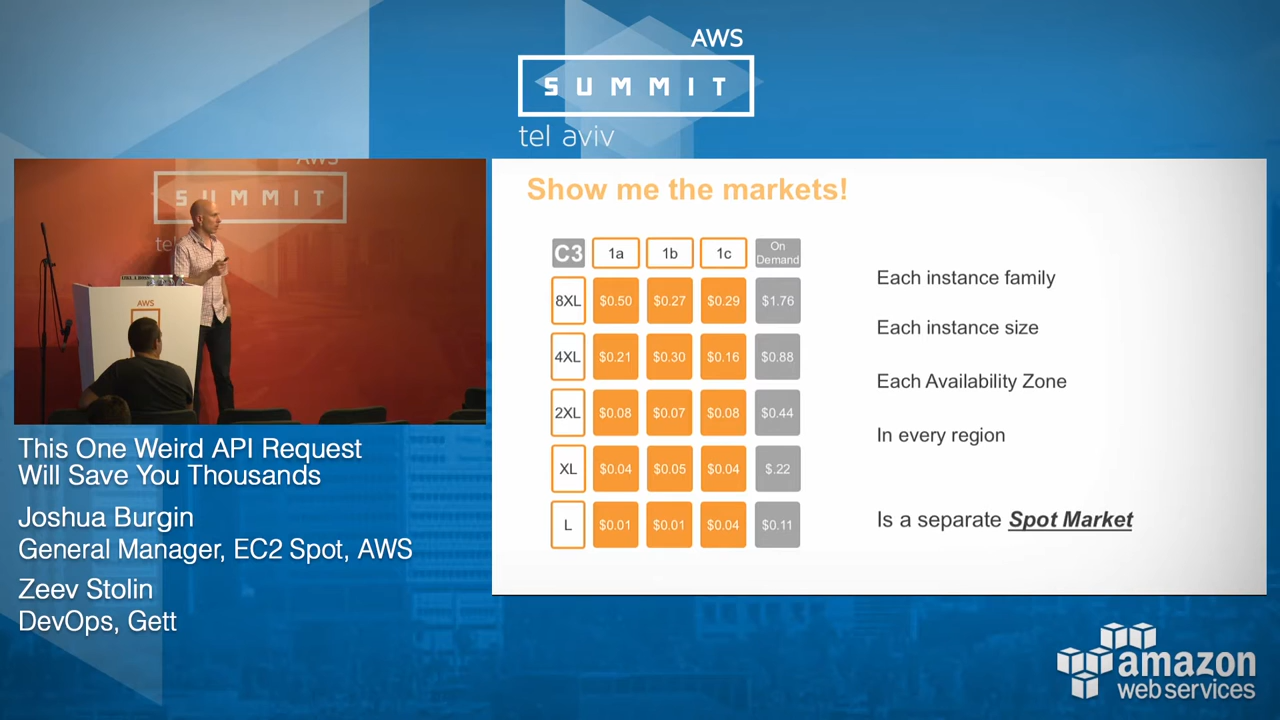 AWS
SUMMIT
tel aviv
AWS
SUMMIT
tel
AWS
Show me the markets!
C3 1a 1b 1c On Demand
8XL $0.50 $0.27 $0.29 $1.76
4XL $0.21 $0.30 $0.16 $0.88
2XL $0.08 $0.07 $0.08 $0.44
XL $0.04 $0.05 $0.04 $.22
L $0.01 $0.01 $0.04 $0.11
Each instance family
Each instance size
Each Availability Zone
In every region
Is a separate Spot Market
This One Weird API Request
Will Save You Thousands
Joshua Burgin
General Manager, EC2 Spot, AWS
Zeev Stolin
DevOps, Gett
amazon
web services